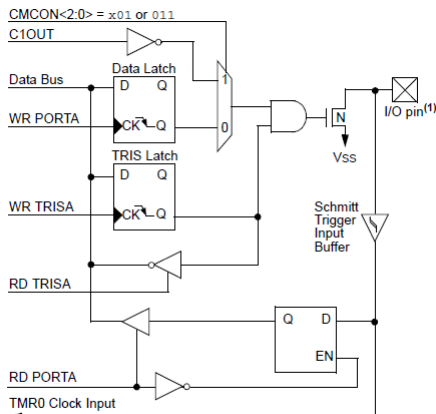 CMCON<2:0> = x01 or 011
C1OUT
Data Bus
Data Latch
D Q
1
I/O pin(1)
N
WR PORTA
CK Q
0
VSS
TRIS Latch
D Q
WR TRISA
CK Q
Schmitt
Trigger
Input
Buffer
RD TRISA
Q D
EN
RD PORTA
TMR0 Clock Input